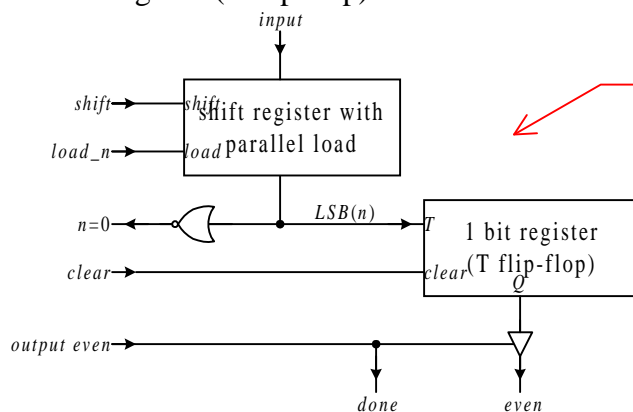 input
shift
shift
shift register with
load_n
load
parallel load
n=0
LSB(n)
T
1 bit register
(T flip-flop)
clear
clear
Q
output even
done
even